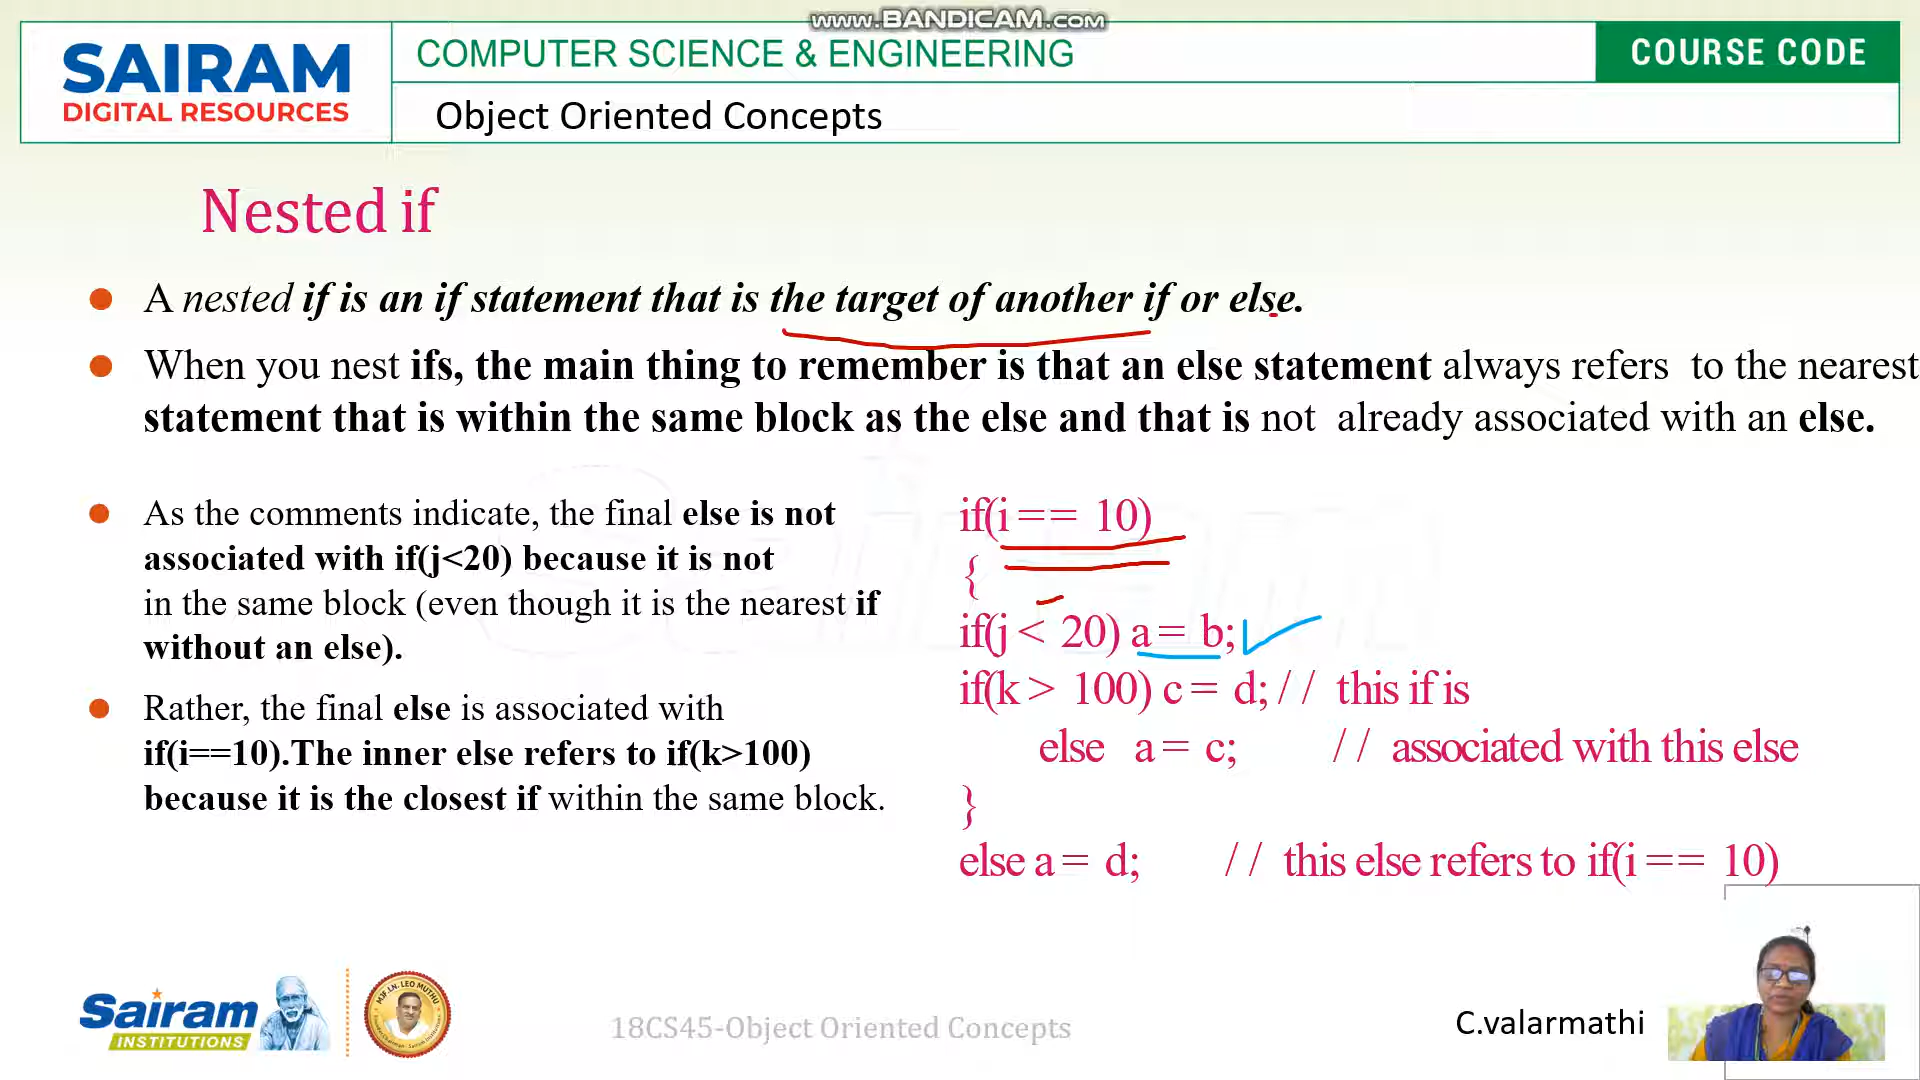 www.BANDICAM.com
SAIRAM
DIGITAL RESOURCES
COMPUTER SCIENCE & ENGINEERING
COURSE CODE
Object Oriented Concepts
Nested if
A nested if is an if statement that is the target of another if or else.
When you nest ifs, the main thing to remember is that an else statement always refers to the nearest
statement that is within the same block as the else and that is not already associated with an else.
As the comments indicate, the final else is not
associated with if(j<20) because it is not
in the same block (even though it is the nearest if
without an else).
Rather, the final else is associated with
if(i==10).The inner else refers to if(k>100)
because it is the closest if within the same block.
if(i == 10)
{
if(j < 20) a = b;
if(k > 100) c = d; // this if is
else a = c; // associated with this else
}
else a = d; // this else refers to if(i == 10)
Sairam
INSTITUTIONS
MJF.LN. LEO MUTHU
18CS45-Object Oriented Concepts
C.valarmathi